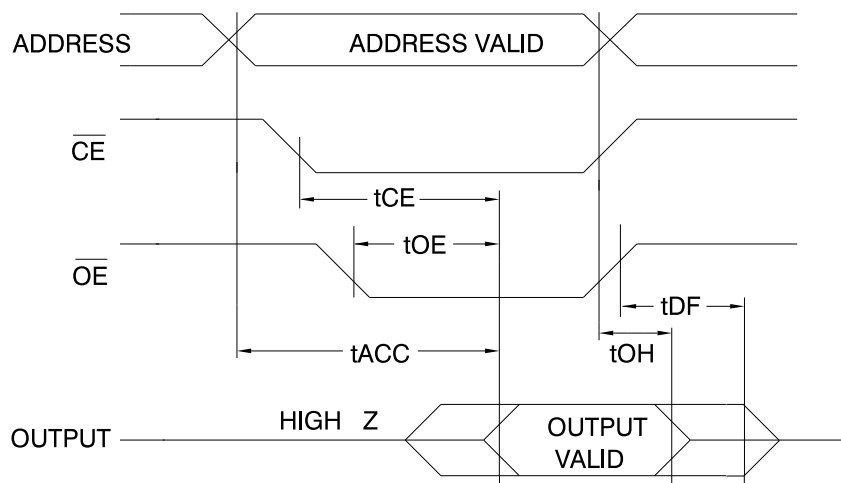 ADDRESS ADDRESS VALID
CE
tCE
tOE
OE
tDF
tACC
tOH
HIGH Z
OUTPUT
OUTPUT
VALID